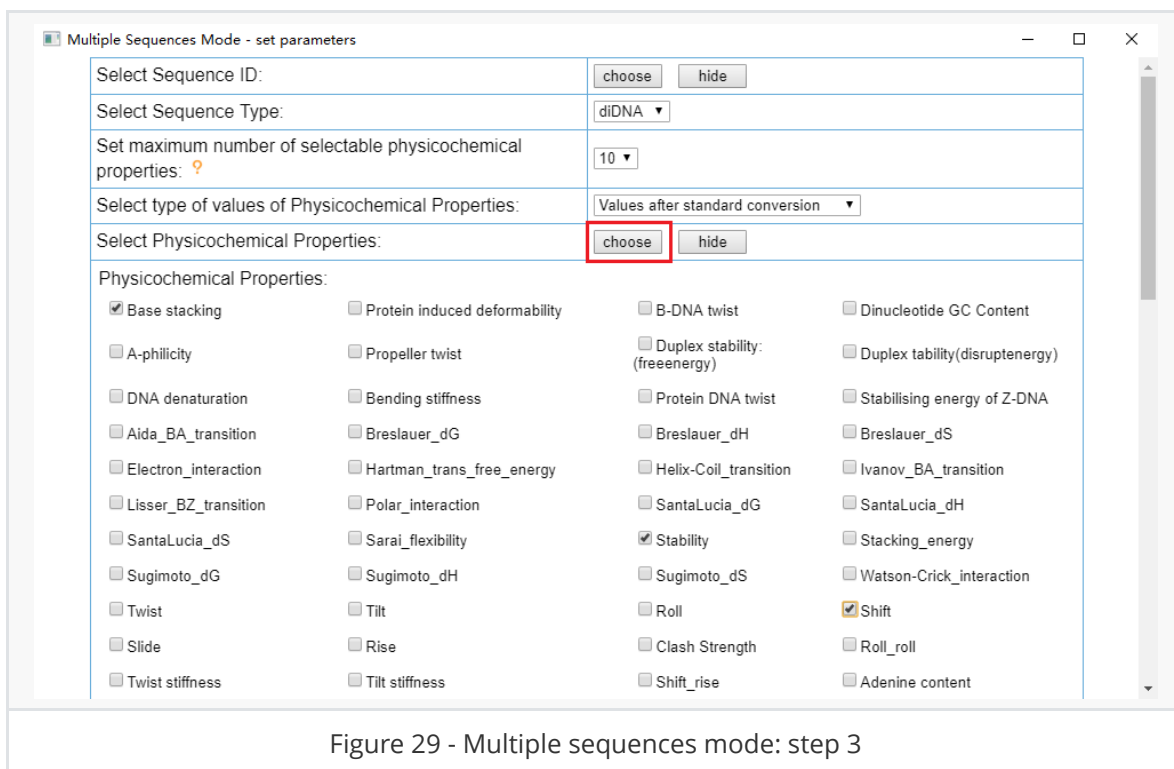 Multiple Sequences Mode - set parameters
Select Sequence ID: choose hide
Select Sequence Type: diDNA
Set maximum number of selectable physicochemical
properties: ? 10
Select type of values of Physicochemical Properties: Values after standard conversion
Select Physicochemical Properties: choose hide
Physicochemical Properties:
Base stacking Protein induced deformability B-DNA twist Dinucleotide GC Content
A-philicity Propeller twist Duplex stability:
(freeenergy) Duplex tability(disruptenergy)
DNA denaturation Bending stiffness Protein DNA twist Stabilising energy of Z-DNA
Aida_BA_transition Breslauer_dG Breslauer_dH Breslauer_dS
Electron_interaction Hartman_trans_free_energy Helix-Coil_transition Ivanov_BA_transition
Lisser_BZ_transition Polar_interaction SantaLucia_dG SantaLucia_dH
SantaLucia_dS Sarai_flexibility Stability Stacking_energy
Sugimoto_dG Sugimoto_dH Sugimoto_dS Watson-Crick_interaction
Twist Tilt Roll Shift
Slide Rise Clash Strength Roll_roll
Twist stiffness Tilt stiffness Shift_rise Adenine content
Figure 29 - Multiple sequences mode: step 3